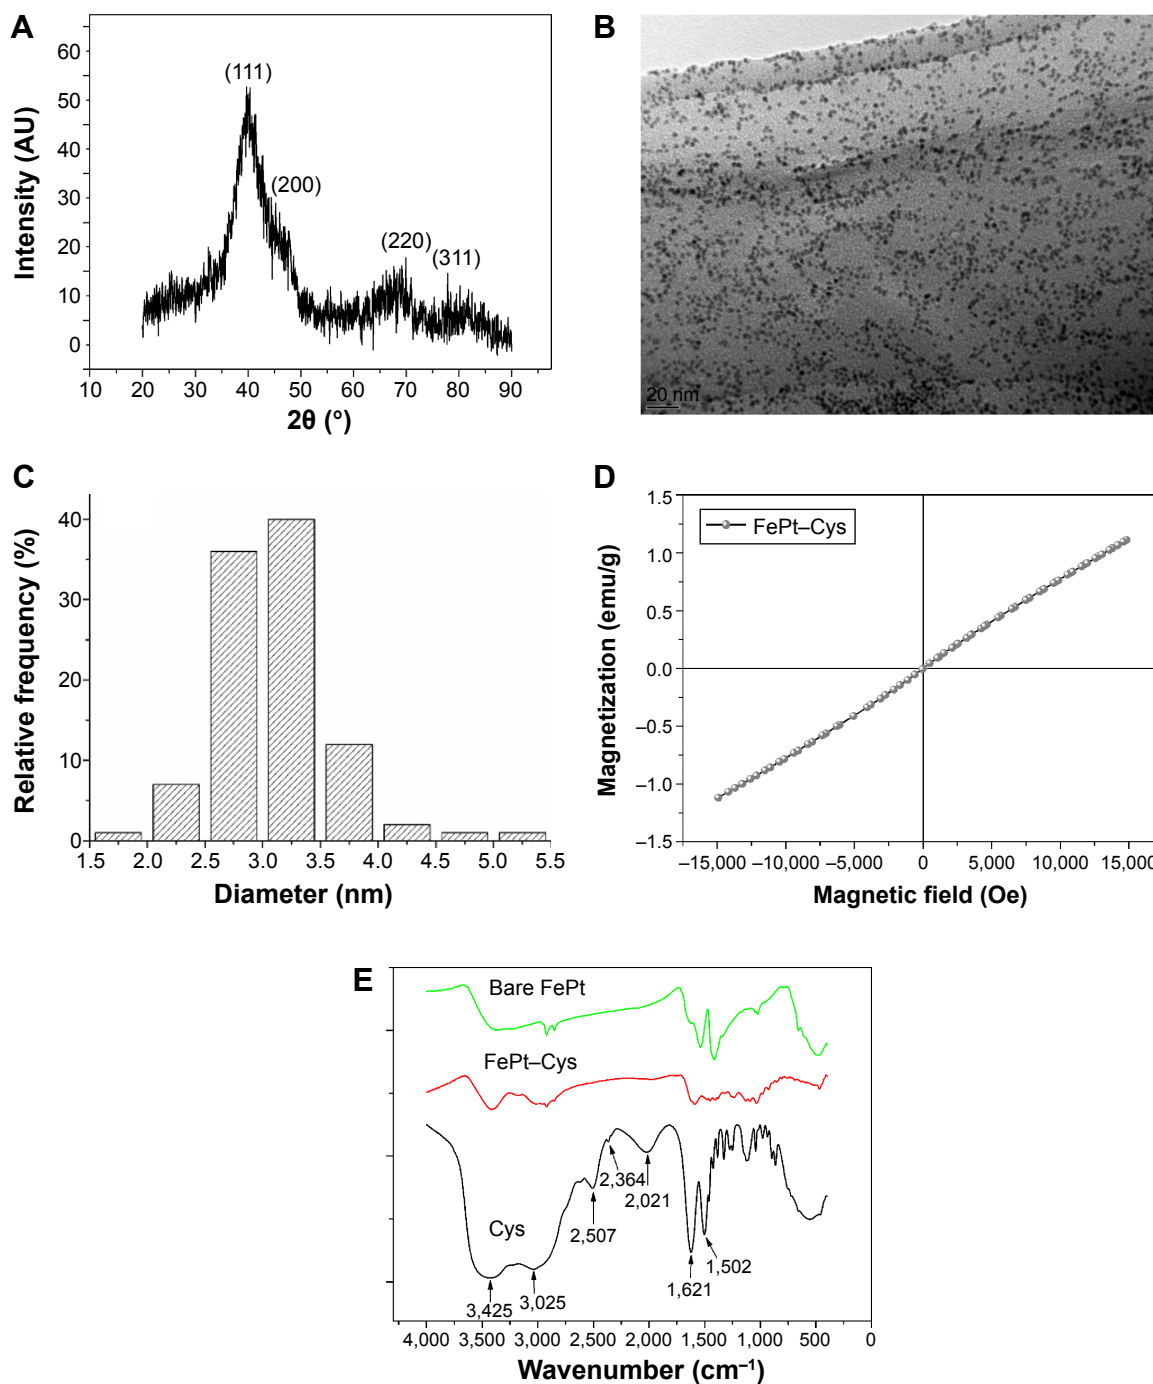 A
Intensity (AU)
60
50
40
30
20
10
0
(111)
(200)
(220)
(311)
10 20 30 40 50 60 70 80 90
2θ (°)
B
20 nm
C
Relative frequency (%)
40
30
20
10
0
1.5 2.0 2.5 3.0 3.5 4.0 4.5 5.0 5.5
Diameter (nm)
D
Magnetization (emu/g)
1.5
1.0
0.5
0.0
–0.5
–1.0
–1.5
FePt–Cys
–15,000 –10,000 –5,000 0 5,000 10,000 15,000
Magnetic field (Oe)
E
Bare FePt
FePt–Cys
Cys
2,364
2,021
2,507
1,502
1,621
3,025
3,425
4,000 3,500 3,000 2,500 2,000 1,500 1,000 500 0
Wavenumber (cm⁻¹)